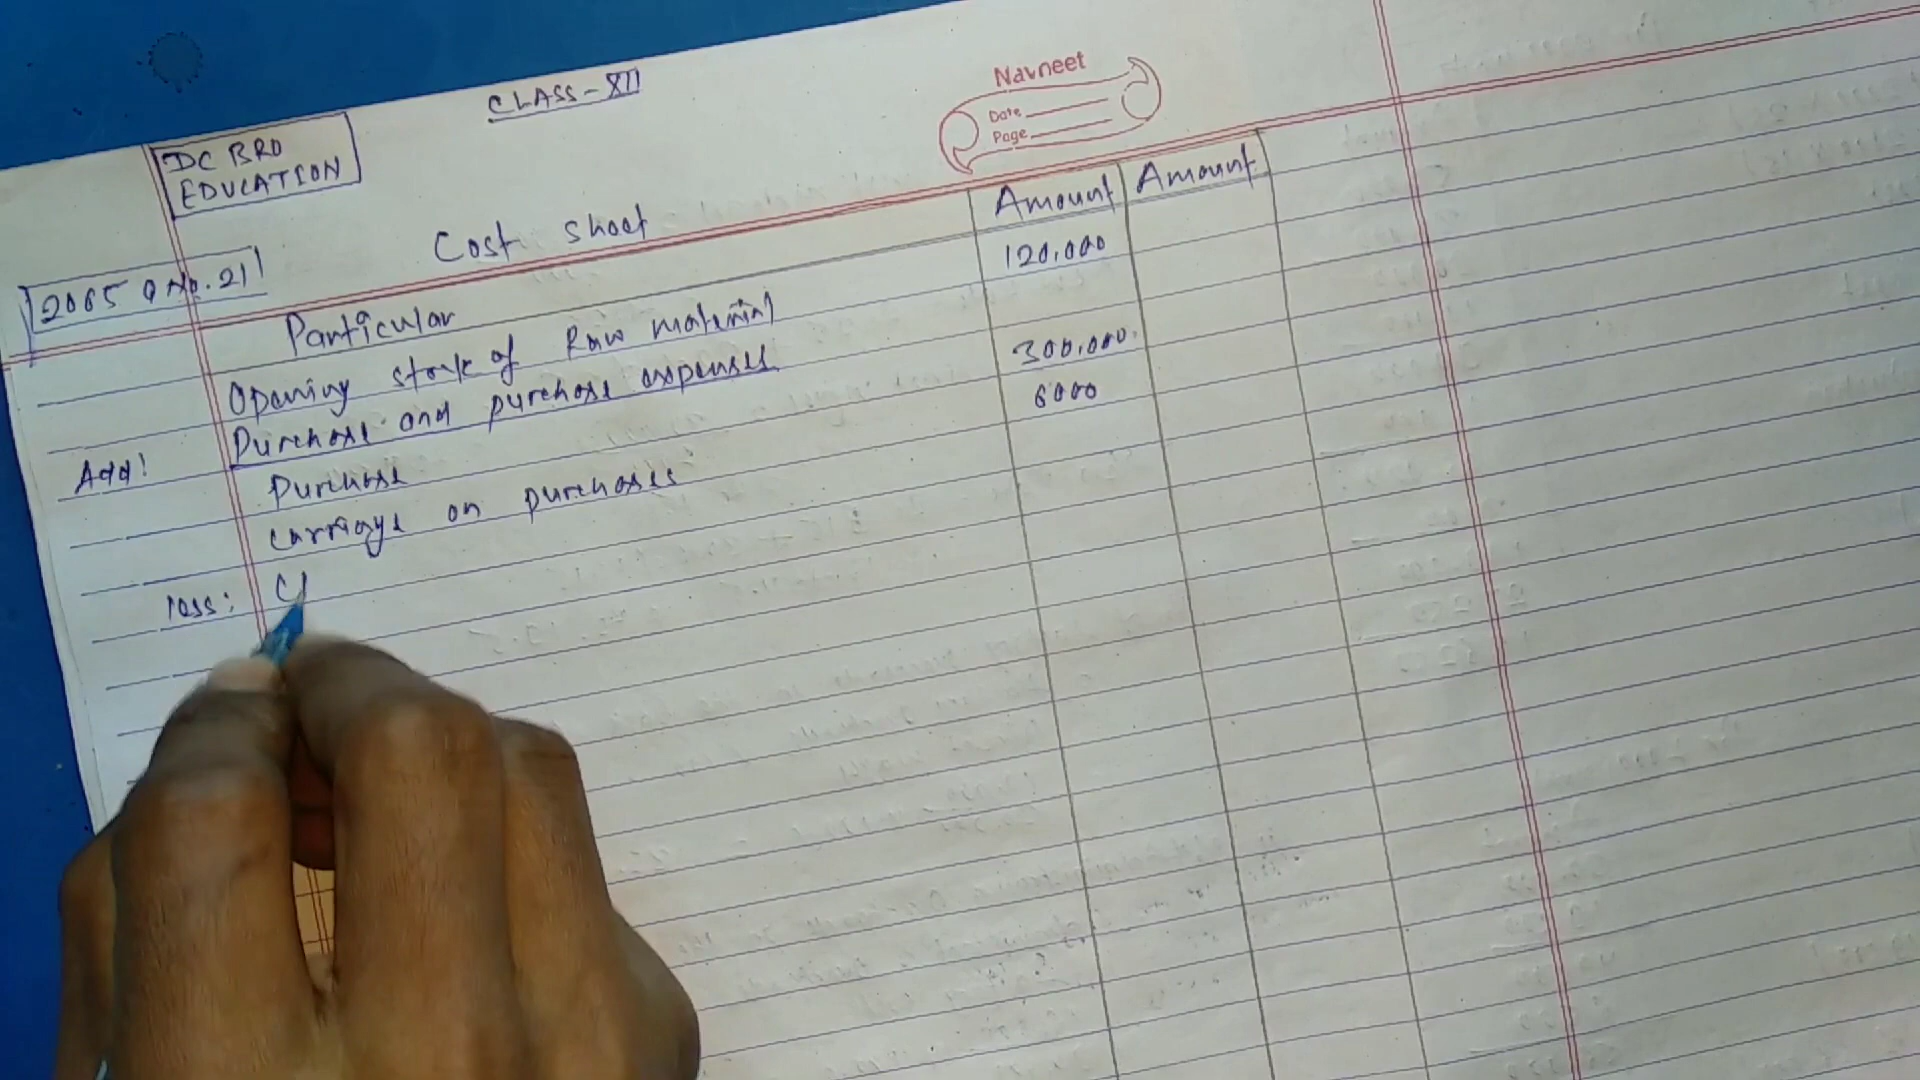 CLASS-XII
Navneet
Date
Page
DC BRO
EDUCATION
Cost sheet
2065 Q No. 21
Particular
Amount
Amount
Opening stock of Raw material
120,000
Add!
Purchase and purchase expenses
Purchase
300,000
Carriage on purchases
6000
less: